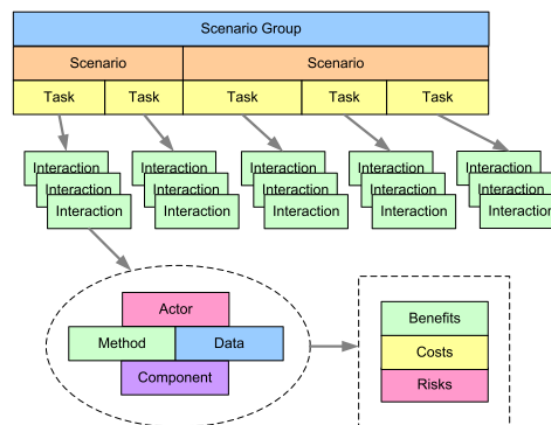 Scenario Group
Scenario Scenario
Task Task Task Task Task
Interaction Interaction Interaction Interaction Interaction
Interaction Interaction Interaction Interaction Interaction
Interaction Interaction Interaction Interaction Interaction
Actor
Method Data
Component
Benefits
Costs
Risks